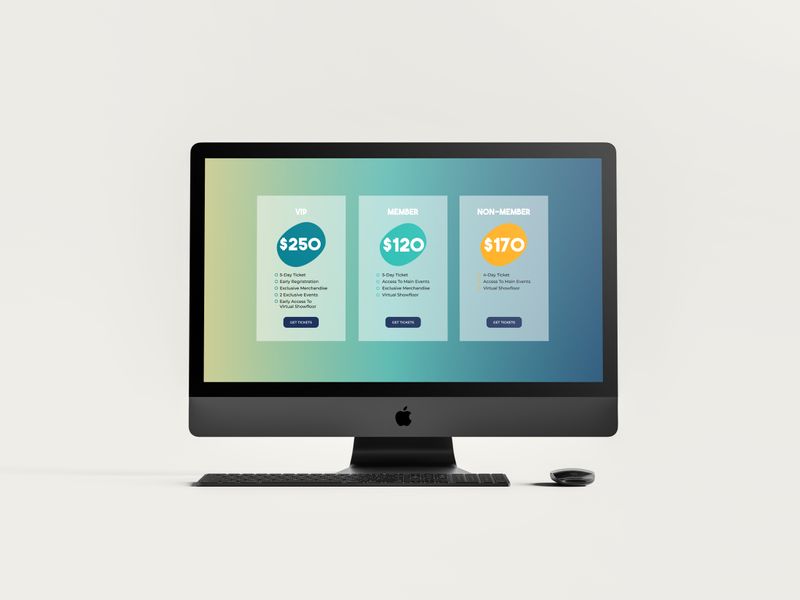 VIP
$250
5-Day Ticket
Early Registration
Exclusive Merchandise
2 Exclusive Events
Early Access To
Virtual Showfloor
GET TICKETS
MEMBER
$120
5-Day Ticket
Access To Main Events
Exclusive Merchandise
Virtual Showfloor
GET TICKETS
NON-MEMBER
$170
4-Day Ticket
Access To Main Events
Virtual Showfloor
GET TICKETS